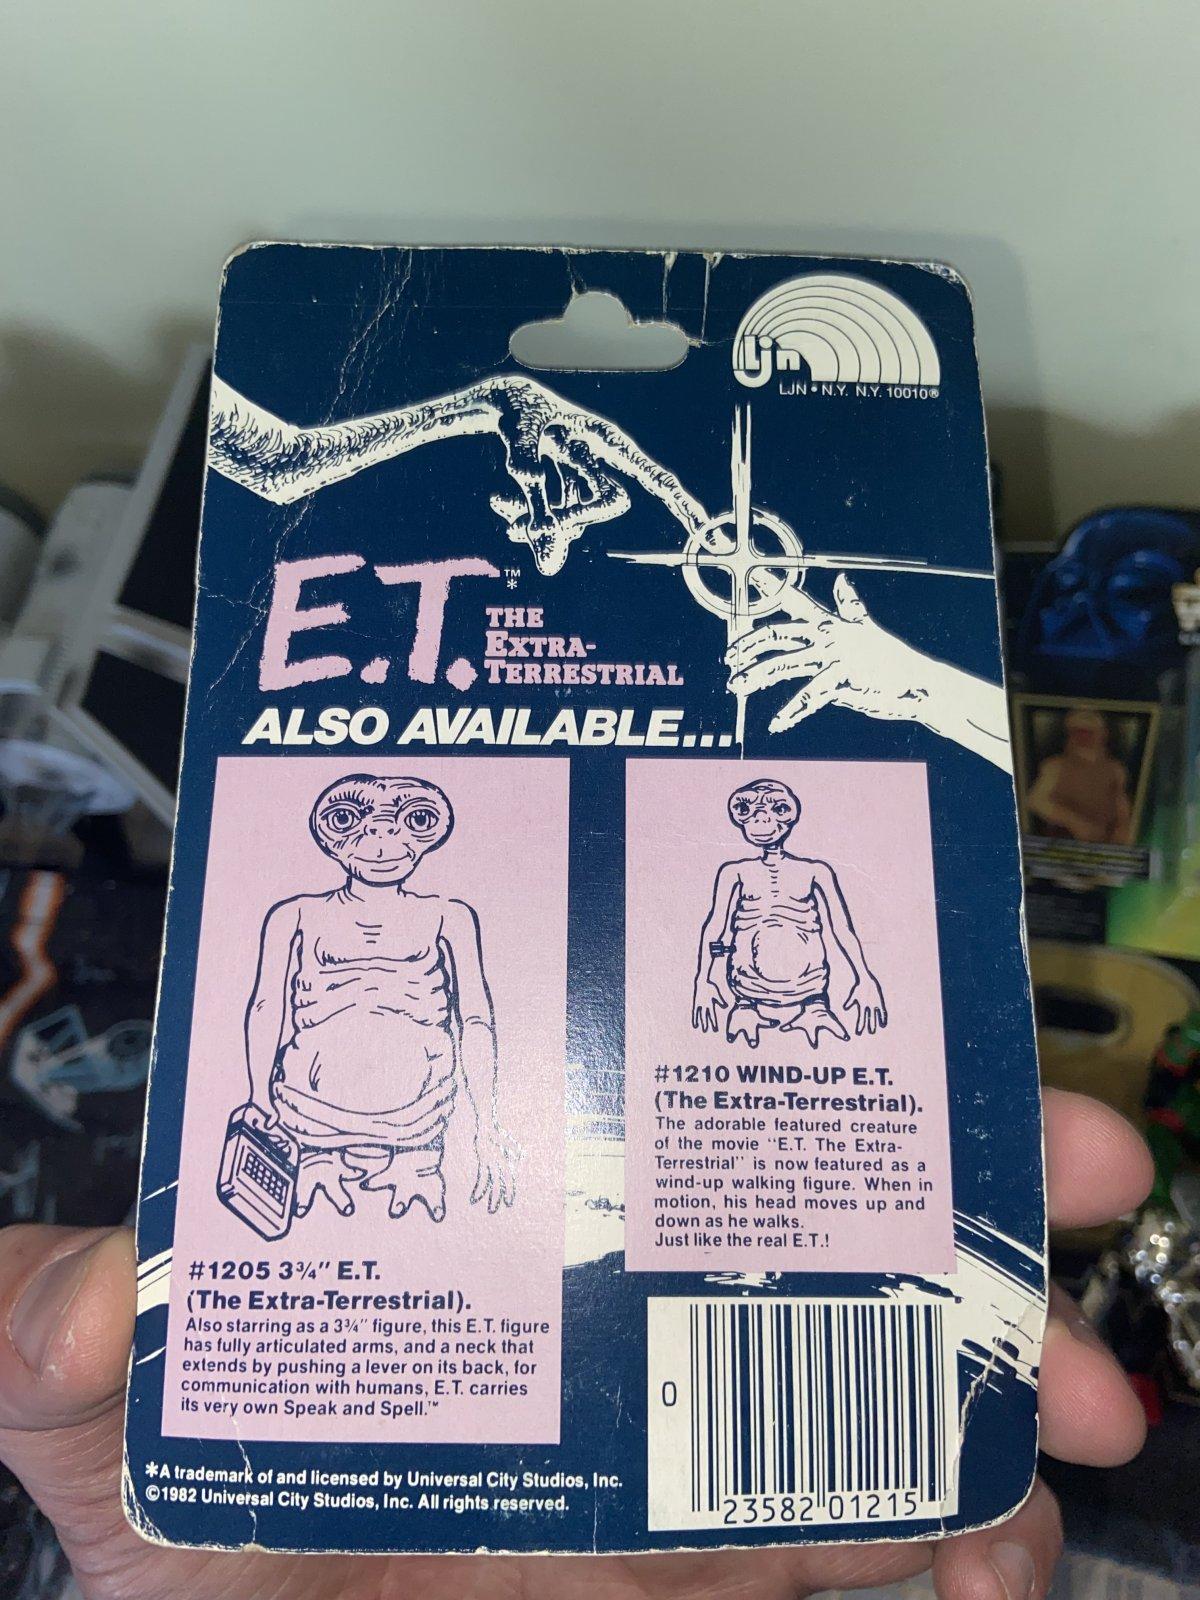 ljn
LJN • N.Y. N.Y. 10010®
E.T.™*
THE
EXTRA-
TERRESTRIAL
ALSO AVAILABLE...
#1205 3¾" E.T.
(The Extra-Terrestrial).
Also starring as a 3¾" figure, this E.T. figure
has fully articulated arms, and a neck that
extends by pushing a lever on its back, for
communication with humans, E.T. carries
its very own Speak and Spell.™
#1210 WIND-UP E.T.
(The Extra-Terrestrial).
The adorable featured creature
of the movie "E.T. The Extra-
Terrestrial" is now featured as a
wind-up walking figure. When in
motion, his head moves up and
down as he walks.
Just like the real E.T.!
0 23582 01215
*A trademark of and licensed by Universal City Studios, Inc.
©1982 Universal City Studios, Inc. All rights reserved.